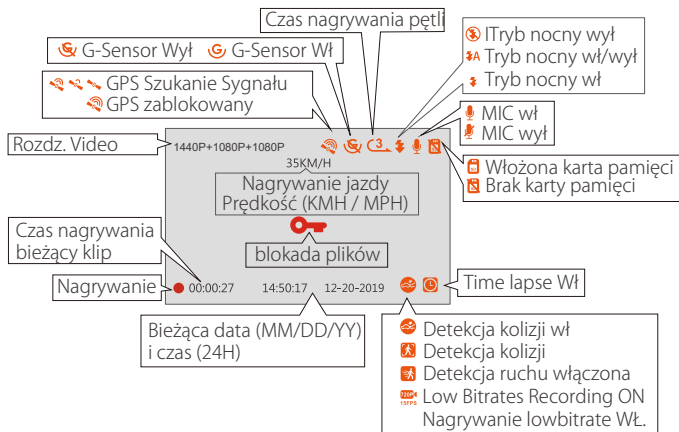 Czas nagrywania pętli
G-Sensor Wył
G-Sensor Wł
GPS Szukanie Sygnału
GPS zablokowany
ITryb nocny wył
A Tryb nocny wł/wył
Tryb nocny wł
MIC wł
MIC wył
Rozdz. Video
1440P+1080P+1080P
3
35KM/H
Włożona karta pamięci
Brak karty pamięci
Nagrywanie jazdy
Prędkość (KMH / MPH)
Czas nagrywania
bieżący klip
blokada plików
Nagrywanie
00:00:27
14:50:17
12-20-2019
Time lapse Wł
Bieżąca data (MM/DD/YY)
i czas (24H)
Detekcja kolizji wł
Detekcja kolizji
Detekcja ruchu włączona
720P
15FPS
Low Bitrates Recording ON
Nagrywanie lowbitrate WŁ.